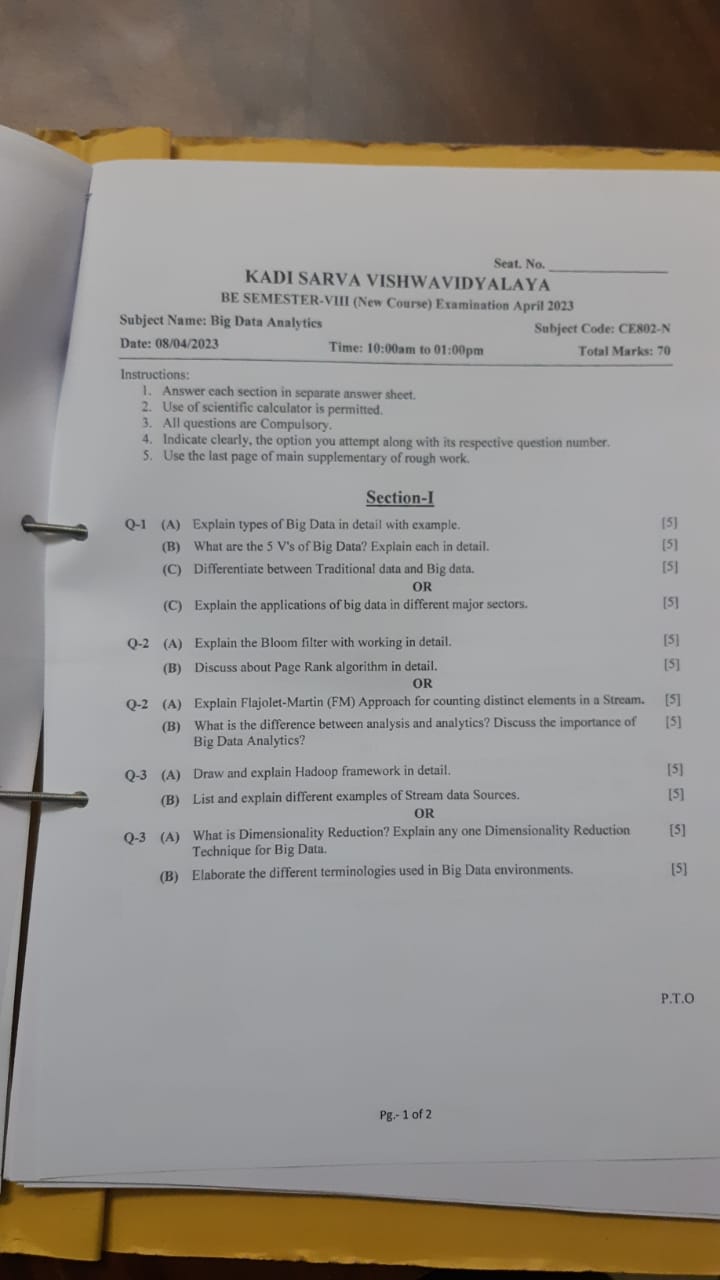 Seat. No.
KADI SARVA VISHWAVIDYALAYA
BE SEMESTER-VIII (New Course) Examination April 2023
Subject Name: Big Data Analytics Subject Code: CE802-N
Date: 08/04/2023 Time: 10:00am to 01:00pm Total Marks: 70
Instructions:
1. Answer each section in separate answer sheet.
2. Use of scientific calculator is permitted.
3. All questions are Compulsory.
4. Indicate clearly, the option you attempt along with its respective question number.
5. Use the last page of main supplementary of rough work.
Section-I
Q-1 (A) Explain types of Big Data in detail with example. [5]
(B) What are the 5 V's of Big Data? Explain each in detail. [5]
(C) Differentiate between Traditional data and Big data. [5]
OR
(C) Explain the applications of big data in different major sectors. [5]
Q-2 (A) Explain the Bloom filter with working in detail. [5]
(B) Discuss about Page Rank algorithm in detail. [5]
OR
Q-2 (A) Explain Flajolet-Martin (FM) Approach for counting distinct elements in a Stream. [5]
(B) What is the difference between analysis and analytics? Discuss the importance of [5]
Big Data Analytics?
Q-3 (A) Draw and explain Hadoop framework in detail. [5]
(B) List and explain different examples of Stream data Sources. [5]
OR
Q-3 (A) What is Dimensionality Reduction? Explain any one Dimensionality Reduction [5]
Technique for Big Data.
(B) Elaborate the different terminologies used in Big Data environments. [5]
P.T.O
Pg.- 1 of 2